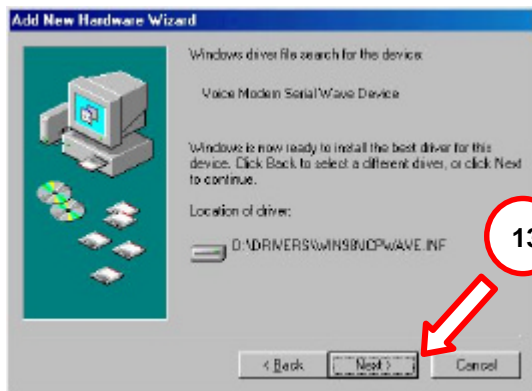 Add New Hardware Wizard
Windows driver file search for the device:
Voice Modem Serial Wave Device
Windows is now ready to install the best driver for this
device. Click Back to select a different driver, or click Next
to continue.
Location of driver:
D:\DRIVERS\WIN98\CPWAVE.INF
13
< Back
Next >
Cancel